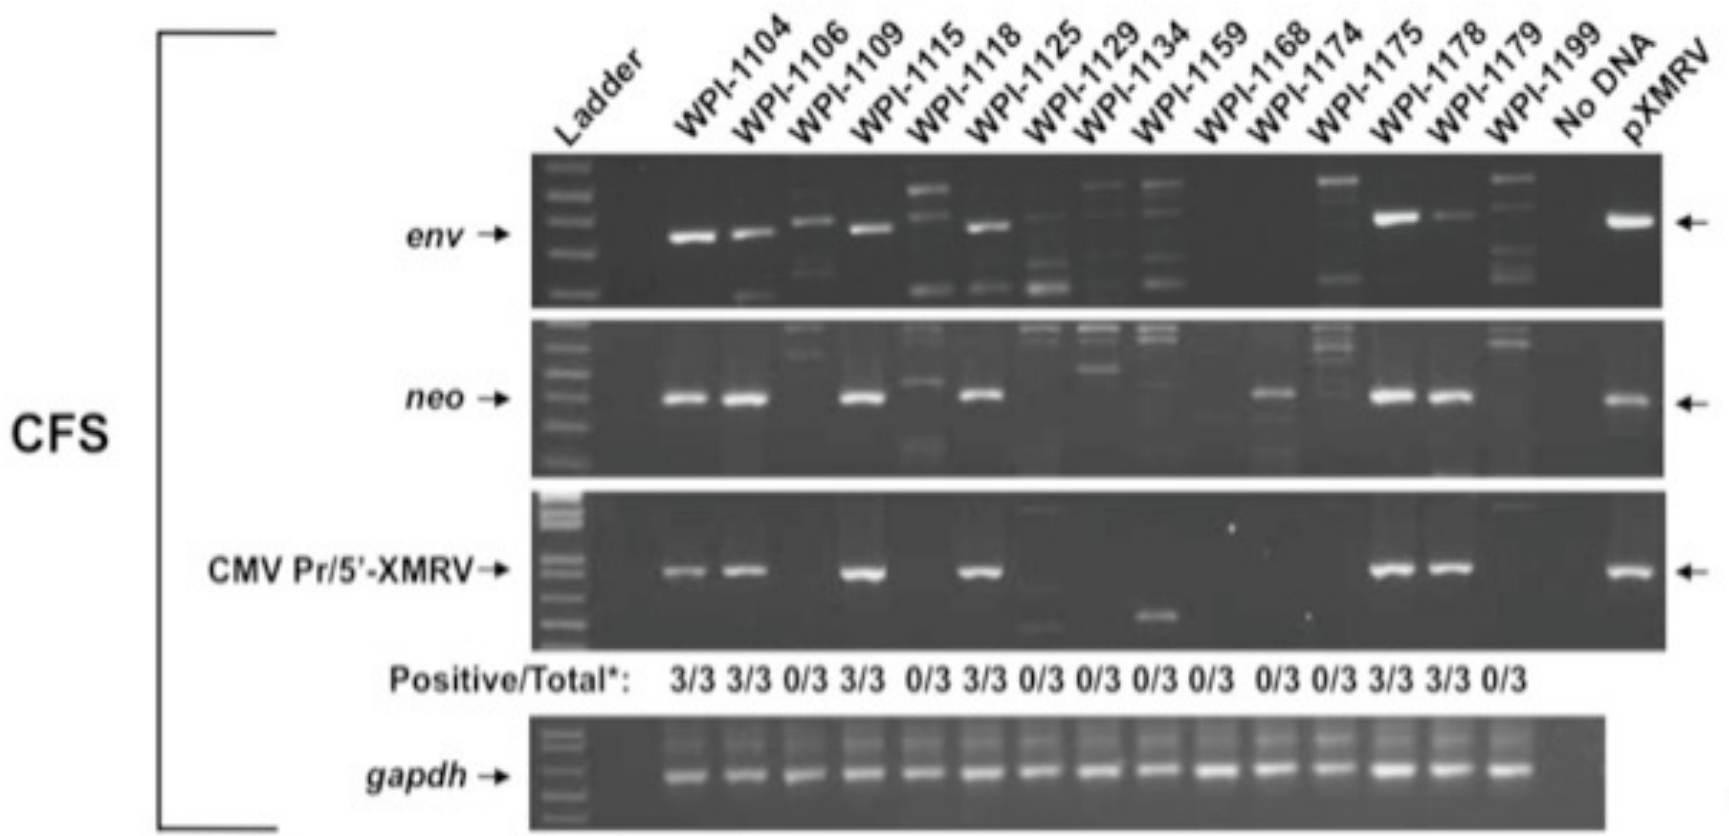 Ladder WPI-1104 WPI-1106 WPI-1109 WPI-1115 WPI-1118 WPI-1125 WPI-1129 WPI-1134 WPI-1159 WPI-1168 WPI-1174 WPI-1175 WPI-1178 WPI-1179 WPI-1199 No DNA pXMRV
env
neo
CFS
CMV Pr/5'-XMRV
Positive/Total*: 3/3 3/3 0/3 3/3 0/3 3/3 0/3 0/3 0/3 0/3 0/3 0/3 3/3 3/3 0/3
gapdh